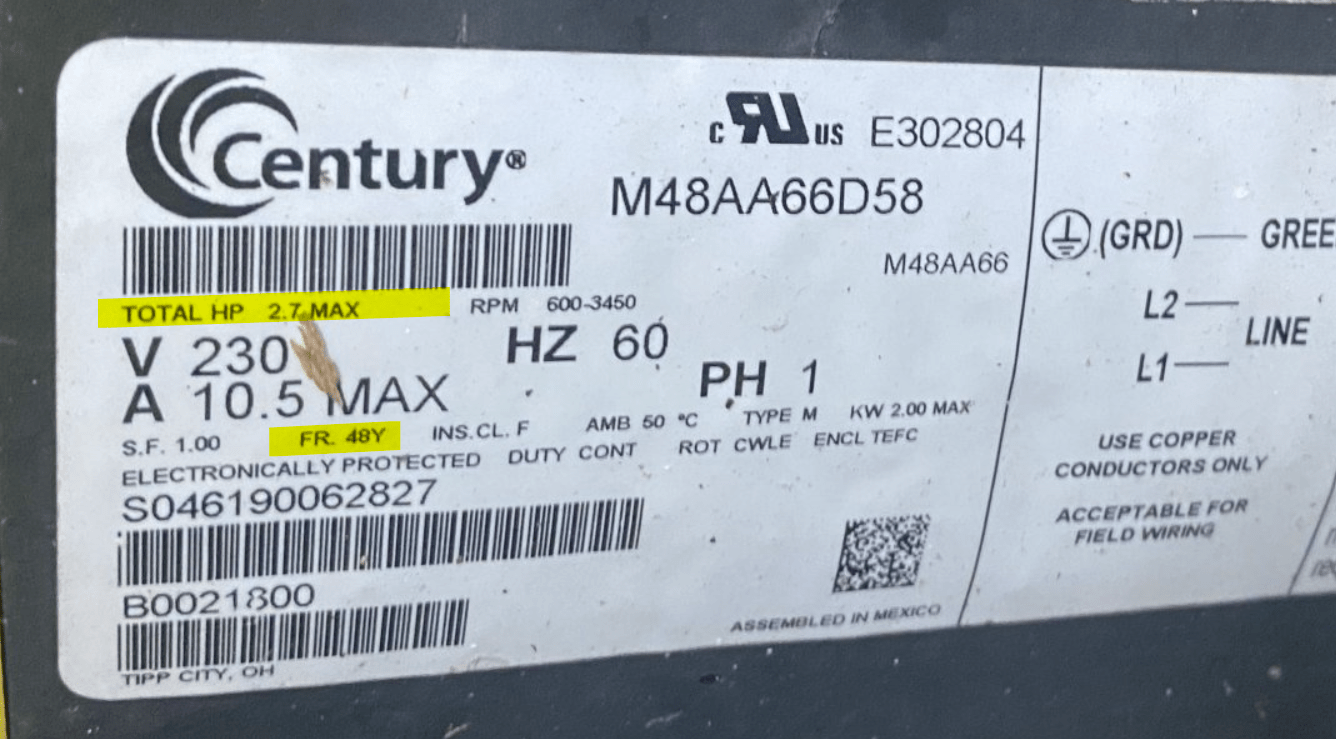 Century®
c RU US E302804
M48AA66D58
M48AA66
TOTAL HP 2.7 MAX RPM 600-3450
V 230 HZ 60
A 10.5 MAX PH 1
S.F. 1.00 FR. 48Y INS.CL. F AMB 50 °C TYPE M KW 2.00 MAX
ELECTRONICALLY PROTECTED DUTY CONT ROT CWLE ENCL TEFC
S046190062827
B0021800
ASSEMBLED IN MEXICO
TIPP CITY, OH
(GRD) GREE
L2
LINE
L1
USE COPPER
CONDUCTORS ONLY
ACCEPTABLE FOR
FIELD WIRING